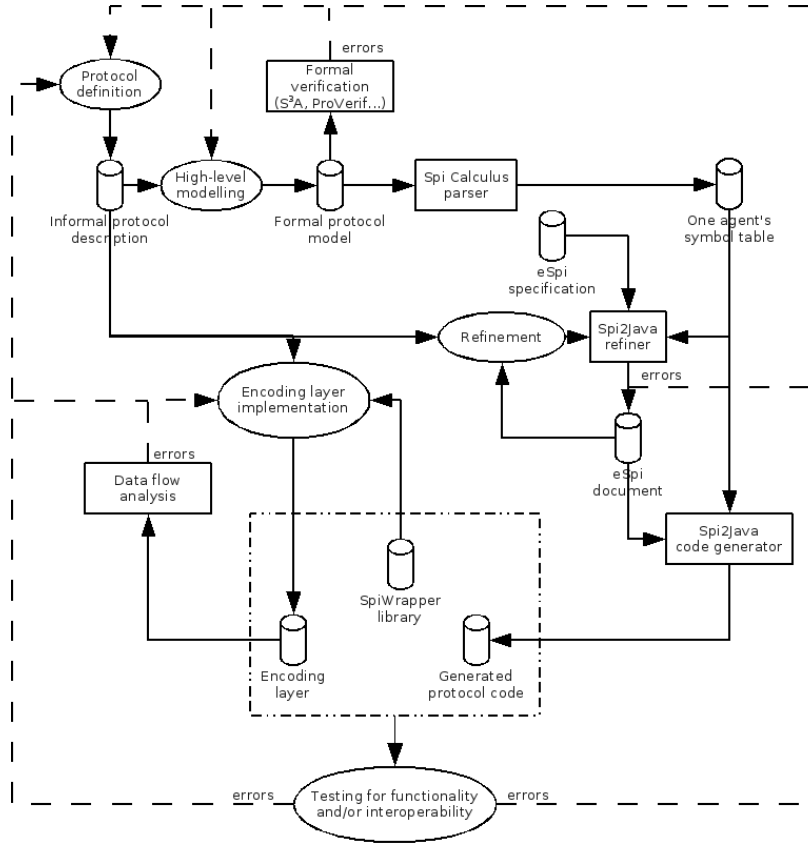 errors
Protocol
definition
Formal
verification
(S³A, ProVerif...)
High-level
modelling
Spi Calculus
parser
Informal protocol
description
Formal protocol
model
One agent's
symbol table
eSpi
specification
Refinement
Spi2Java
refiner
errors
Encoding layer
implementation
errors
Data flow
analysis
eSpi
document
Spi2Java
code generator
SpiWrapper
library
Encoding
layer
Generated
protocol code
errors
Testing for functionality
and/or interoperability
errors